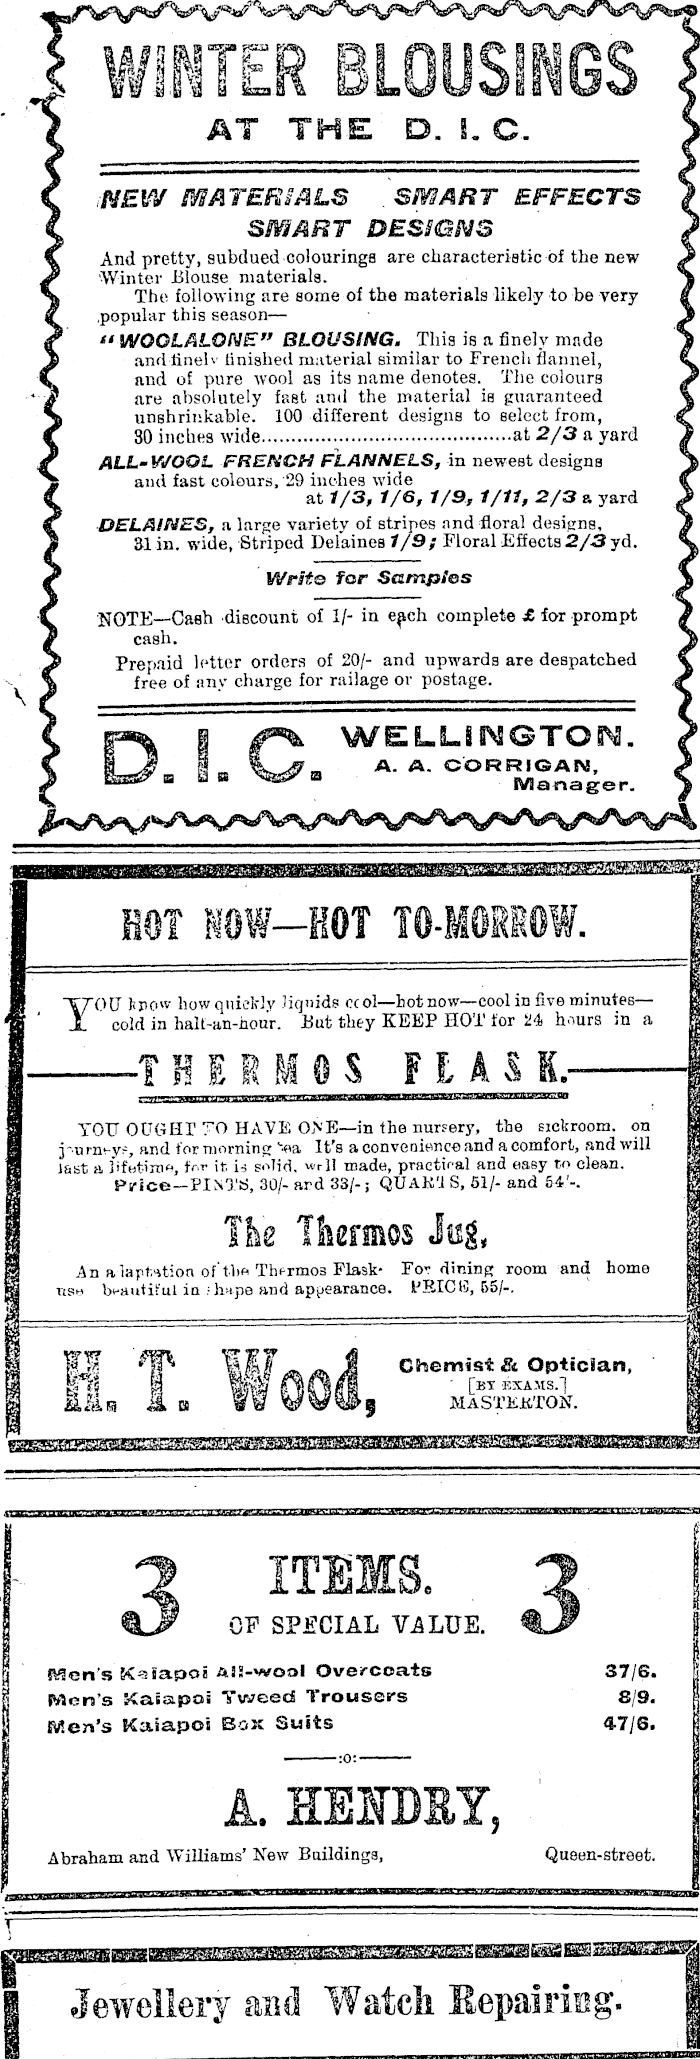 WINTER BLOUSINGS
AT THE D. I. C.
NEW MATERIALS SMART EFFECTS
SMART DESIGNS
And pretty, subdued colourings are characteristic of the new
Winter Blouse materials.
The following are some of the materials likely to be very
popular this season—
"WOOLALONE" BLOUSING. This is a finely made
and finely finished material similar to French flannel,
and of pure wool as its name denotes. The colours
are absolutely fast and the material is guaranteed
unshrinkable. 100 different designs to select from,
30 inches wide..........................................at 2/3 a yard
ALL-WOOL FRENCH FLANNELS, in newest designs
and fast colours, 29 inches wide
at 1/3, 1/6, 1/9, 1/11, 2/3 a yard
DELAINES, a large variety of stripes and floral designs,
31 in. wide, Striped Delaines 1/9; Floral Effects 2/3 yd.
Write for Samples
NOTE—Cash discount of 1/- in each complete £ for prompt
cash.
Prepaid letter orders of 20/- and upwards are despatched
free of any charge for railage or postage.
D. I. C. WELLINGTON.
A. A. CORRIGAN,
Manager.
HOT NOW—HOT TO-MORROW.
YOU know how quickly liquids cool—hot now—cool in five minutes—
cold in half-an-hour. But they KEEP HOT for 24 hours in a
THERMOS FLASK.
YOU OUGHT TO HAVE ONE—in the nursery, the sickroom. on
journeys, and for morning tea It's a convenience and a comfort, and will
last a lifetime, for it is solid, well made, practical and easy to clean.
Price—PINTS, 30/- and 33/-; QUARTS, 51/- and 54/-.
The Thermos Jug,
An adaptation of the Thermos Flask. For dining room and home
use beautiful in shape and appearance. PRICE, 55/-.
H. T. Wood,
Chemist & Optician,
[BY EXAMS.]
MASTERTON.
3 ITEMS. 3
OF SPECIAL VALUE.
Men's Kaiapoi All-wool Overcoats 37/6.
Men's Kaiapoi Tweed Trousers 8/9.
Men's Kaiapoi Box Suits 47/6.
:o:
A. HENDRY,
Abraham and Williams' New Buildings, Queen-street.
Jewellery and Watch Repairing.